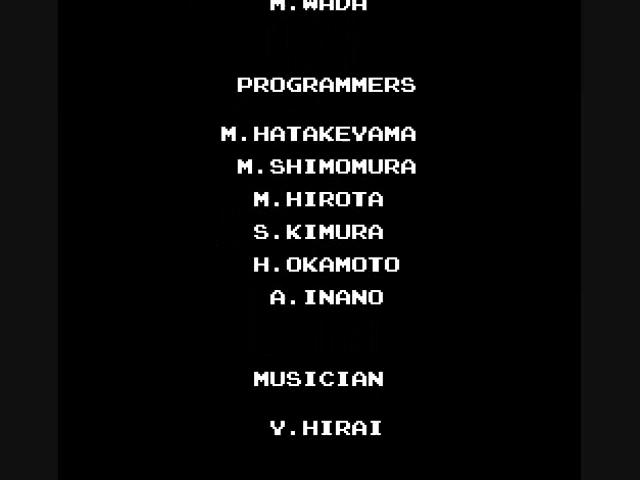 M.WADA
PROGRAMMERS
M.HATAKEYAMA
M.SHIMOMURA
M.HIROTA
S.KIMURA
H.OKAMOTO
A.INANO
MUSICIAN
Y.HIRAI